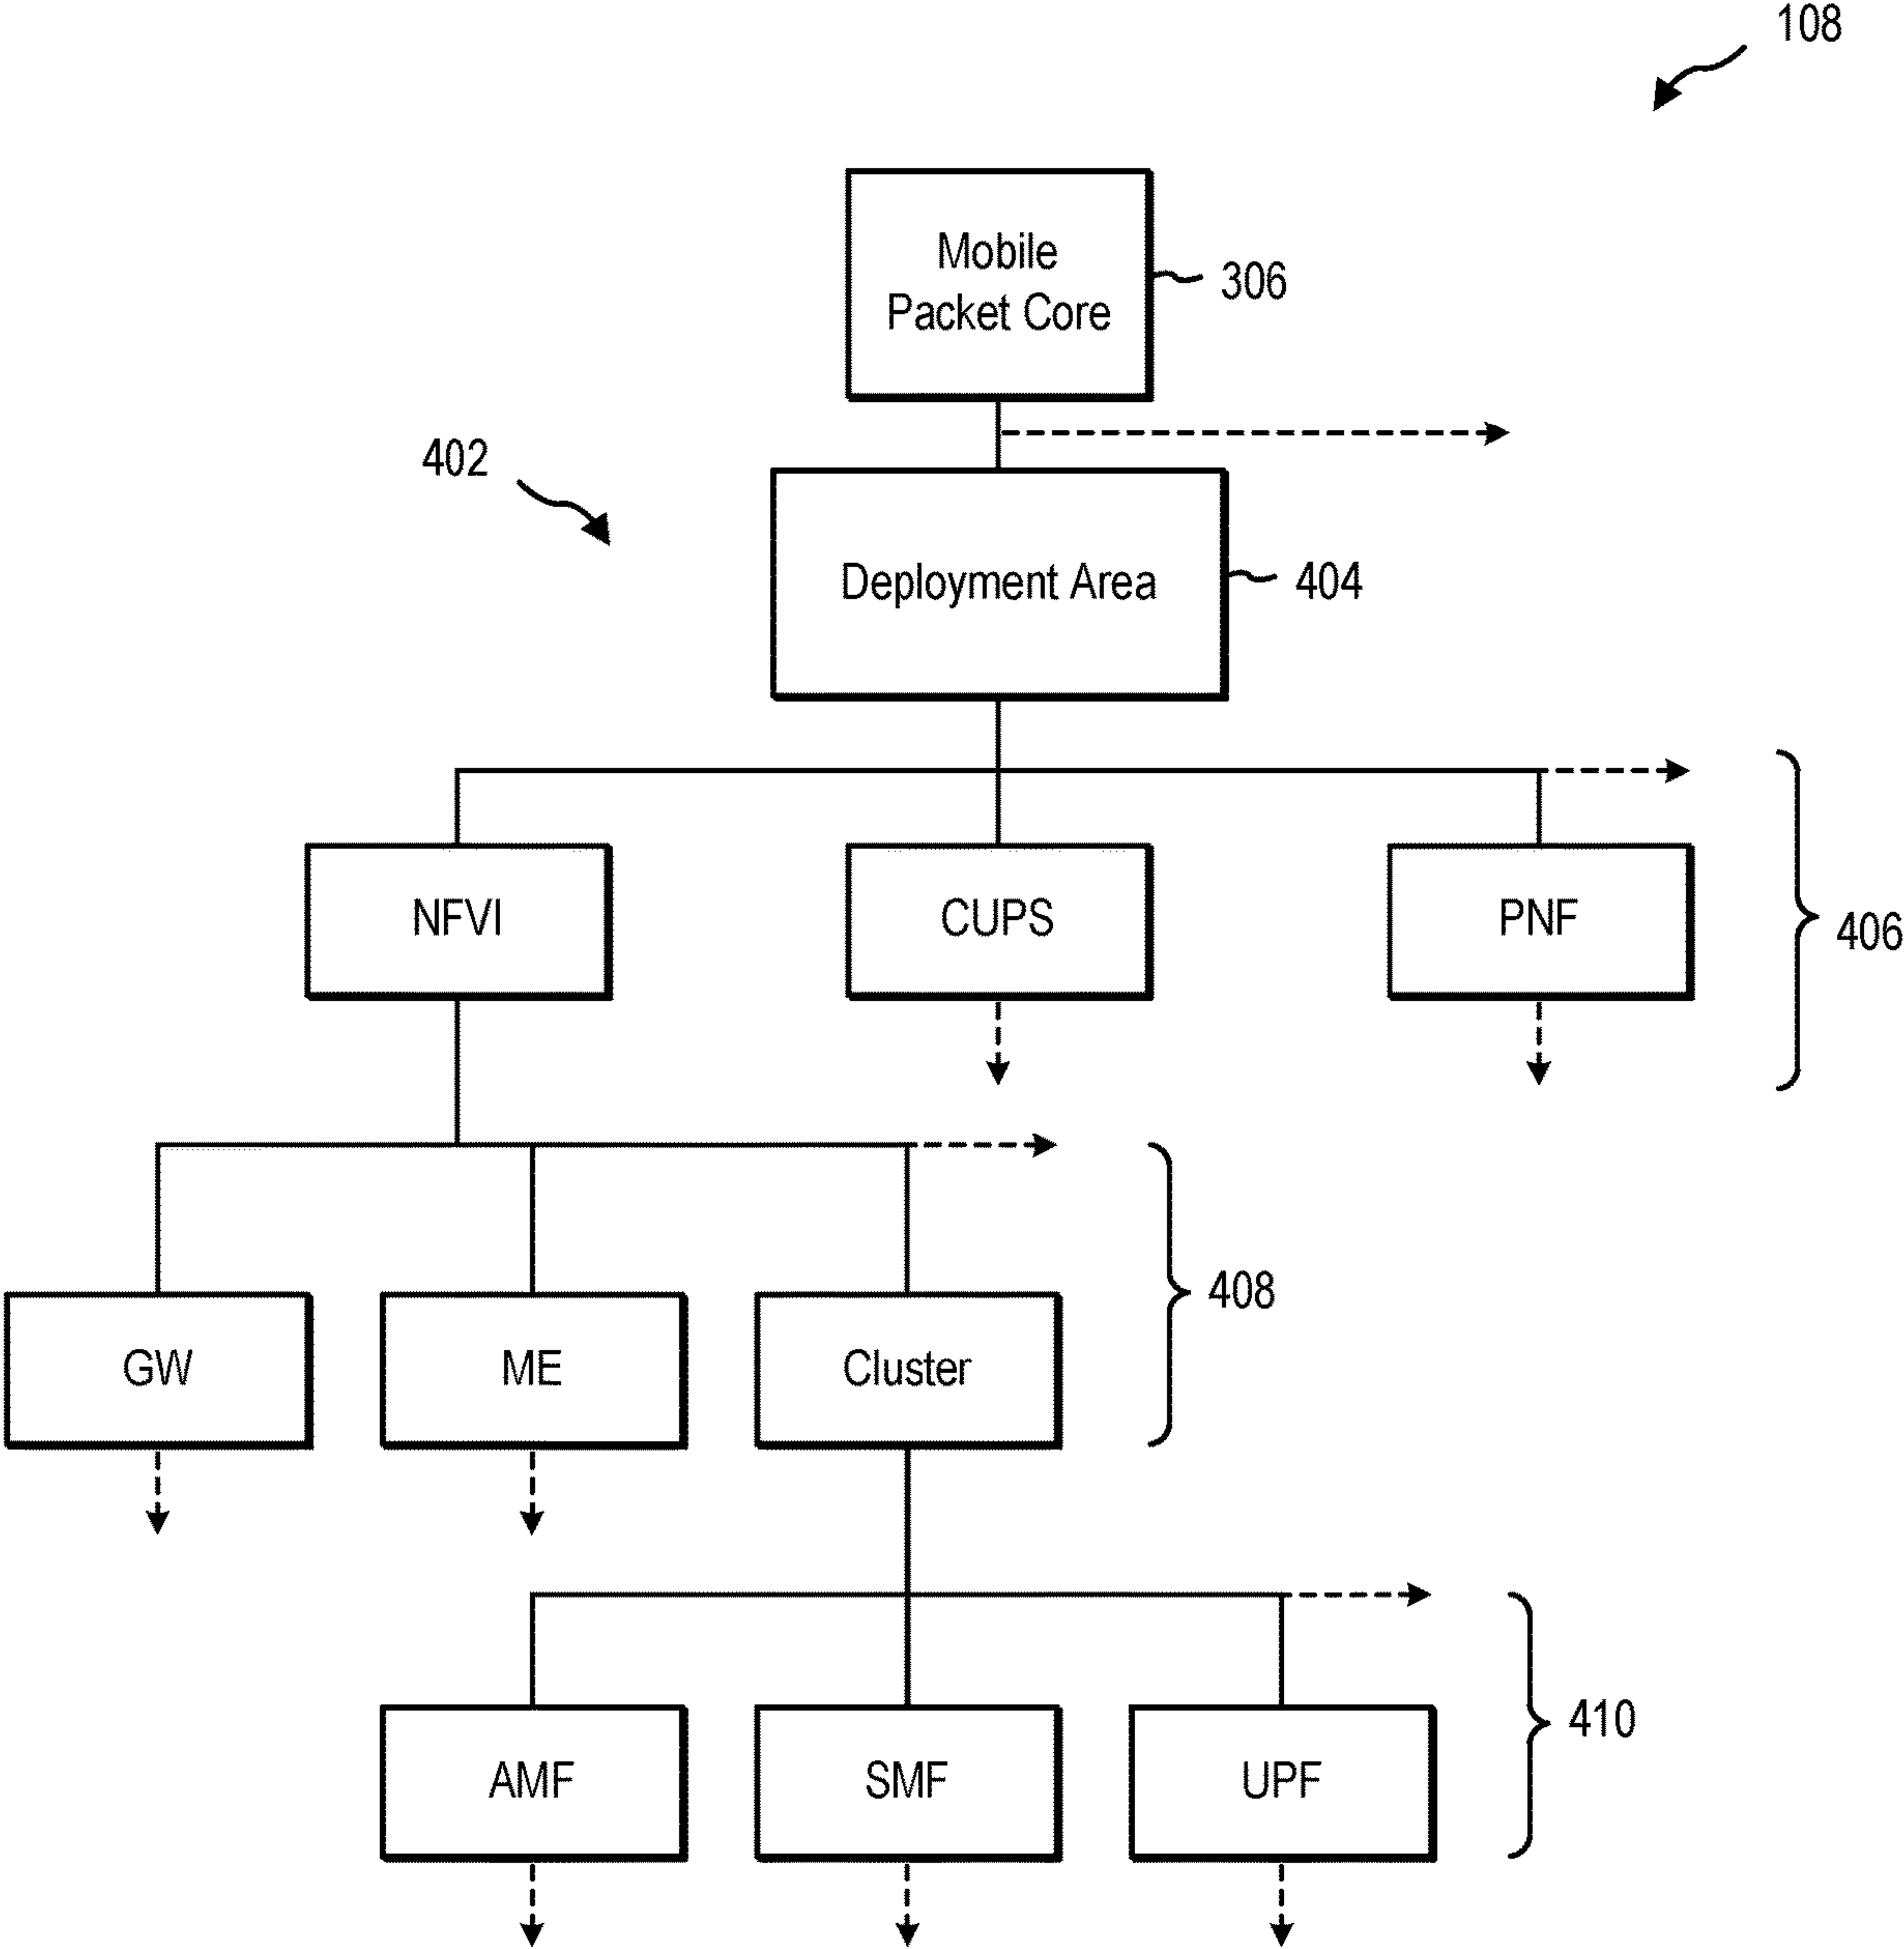 108
Mobile
Packet Core
306
402
Deployment Area
404
NFVI
CUPS
PNF
406
GW
ME
Cluster
408
AMF
SMF
UPF
410